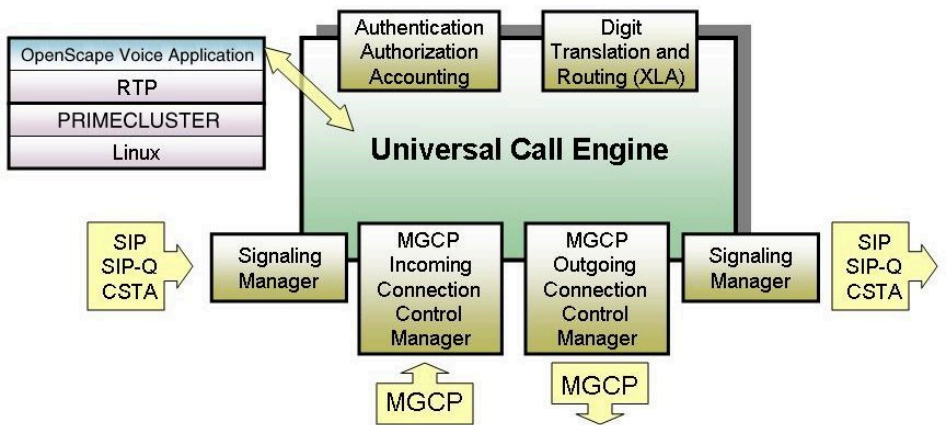 Authentication
Authorization
Accounting
Digit
Translation and
Routing (XLA)
OpenScape Voice Application
RTP
PRIMECLUSTER
Linux
Universal Call Engine
SIP
SIP-Q
CSTA
Signaling
Manager
MGCP
Incoming
Connection
Control
Manager
MGCP
Outgoing
Connection
Control
Manager
Signaling
Manager
SIP
SIP-Q
CSTA
MGCP
MGCP